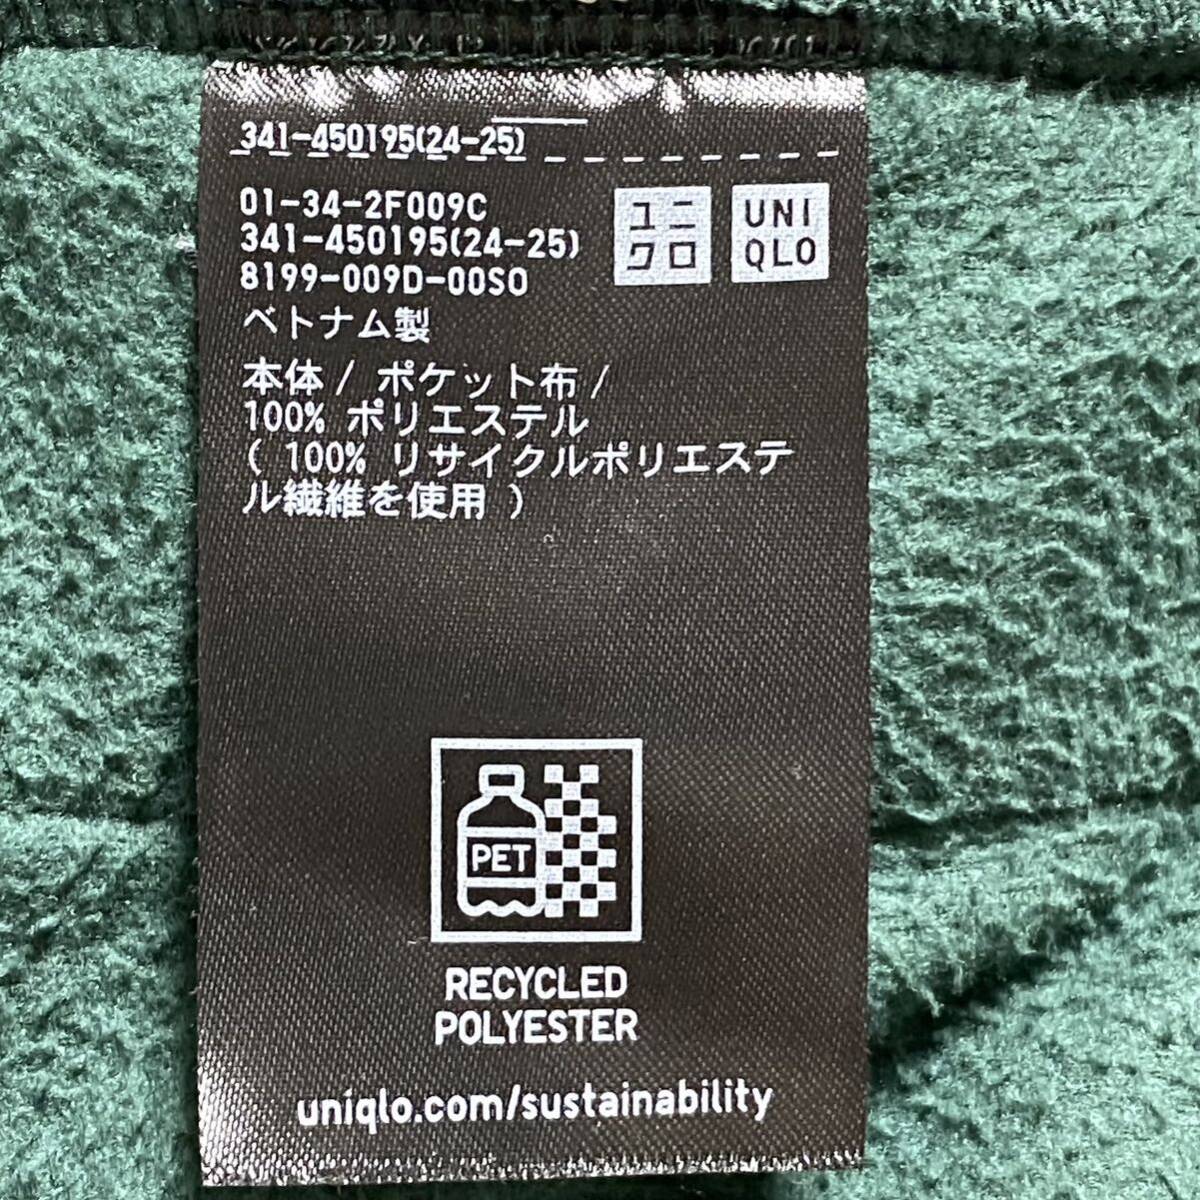 341-450195(24-25)
01-34-2F009C
341-450195(24-25)
8199-009D-00S0
ユニ
クロ
UNI
QLO
ベトナム製
本体 / ポケット布 /
100% ポリエステル
( 100% リサイクルポリエステ
ル繊維を使用 )
PET
RECYCLED
POLYESTER
uniqlo.com/sustainability